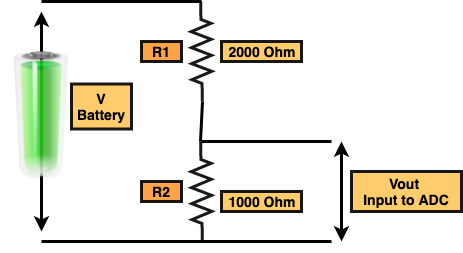 R1
2000 Ohm
V
Battery
R2
1000 Ohm
Vout
Input to ADC